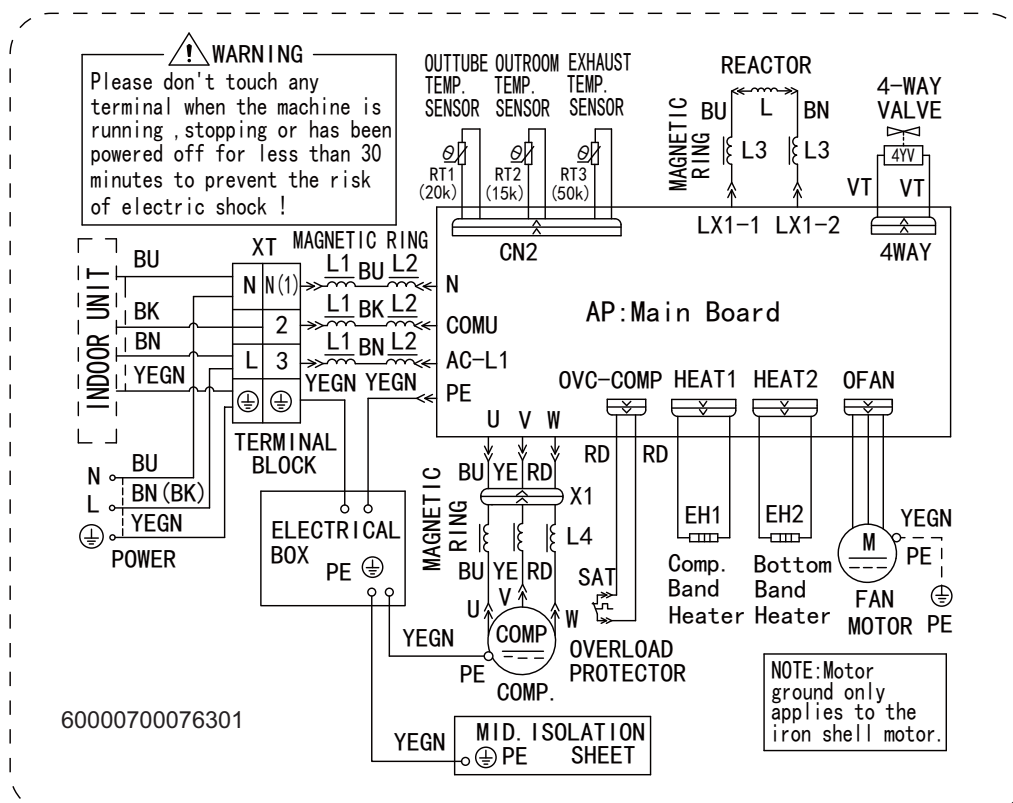 WARNING
Please don't touch any
terminal when the machine is
running ,stopping or has been
powered off for less than 30
minutes to prevent the risk
of electric shock !
OUTTUBE OUTROOM EXHAUST
TEMP. TEMP. TEMP.
SENSOR SENSOR SENSOR
θ θ θ
RT1 RT2 RT3
(20k) (15k) (50k)
CN2
REACTOR
BU L BN
MAGNETIC
RING
L3 L3
LX1-1 LX1-2
4-WAY
VALVE
4YV
VT VT
4WAY
INDOOR UNIT
BU
BK
BN
YEGN
XT
N N(1)
2
L 3
TERMINAL
BLOCK
MAGNETIC RING
L1 BU L2
L1 BK L2
L1 BN L2
YEGN YEGN
N
COMU
AC-L1
PE
AP:Main Board
OVC-COMP HEAT1 HEAT2 OFAN
U V W
RD RD
N BU
L BN(BK)
YEGN
POWER
ELECTRICAL
BOX
PE
MAGNETIC
RING
BU YE RD
X1
L4
BU YE RD
U V W
COMP
PE
COMP.
YEGN
SAT
OVERLOAD
PROTECTOR
EH1
Comp.
Band
Heater
EH2
Bottom
Band
Heater
M
FAN
MOTOR
YEGN
PE
PE
NOTE:Motor
ground only
applies to the
iron shell motor.
60000700076301
YEGN
MID. ISOLATION
PE SHEET